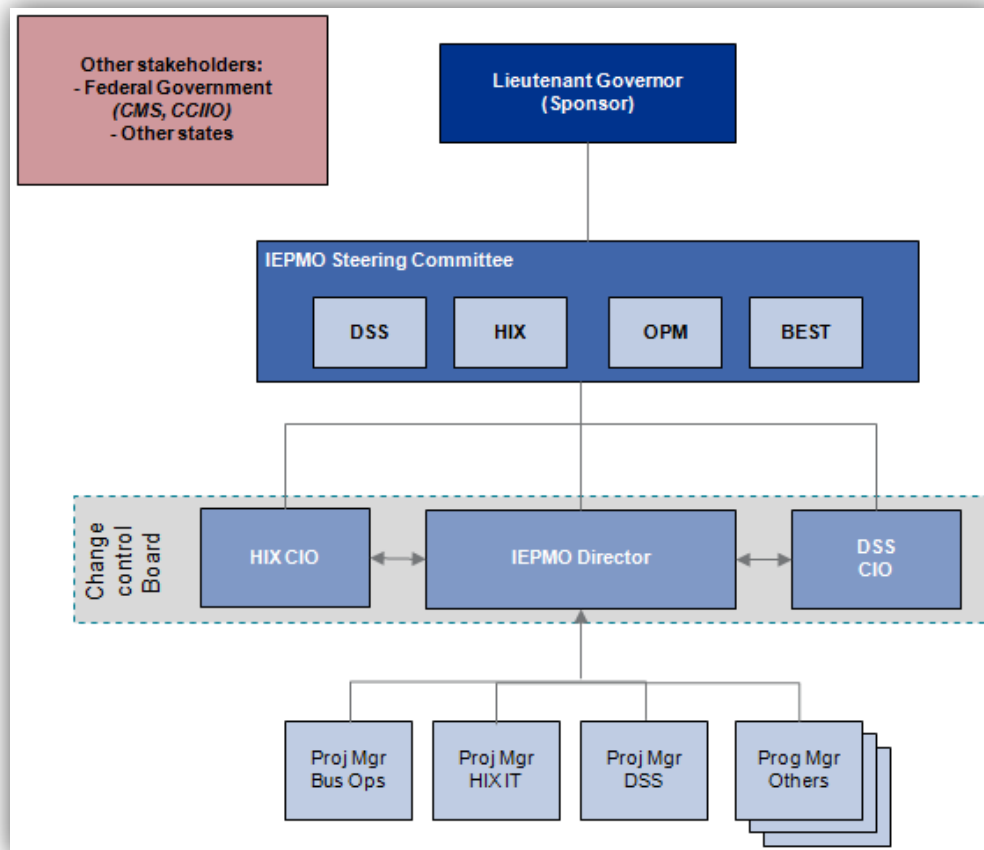 Other stakeholders:
- Federal Government
(CMS, CCIIO)
- Other states
Lieutenant Governor
(Sponsor)
IEPMO Steering Committee
DSS
HIX
OPM
BEST
Change
control
Board
HIX CIO
IEPMO Director
DSS
CIO
Proj Mgr
Bus Ops
Proj Mgr
HIX IT
Proj Mgr
DSS
Prog Mgr
Others